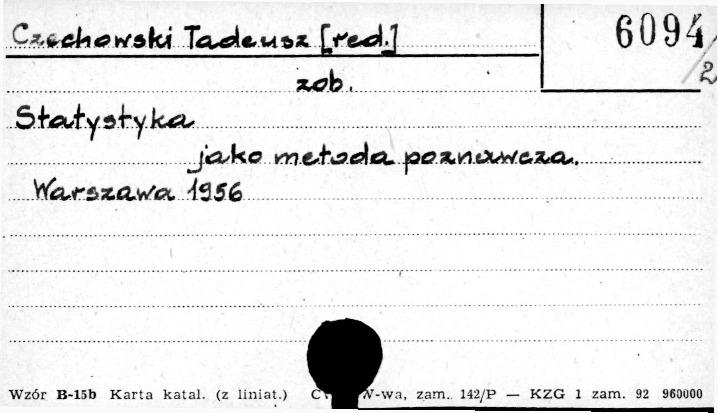 Czechowski Tadeusz [red.]
6094/2
zob.
Statystyka
jako metoda poznawcza.
Warszawa 1956
Wzór B-15b Karta katal. (z liniat.) W-wa, zam. 142/P — KZG 1 zam. 92 960000